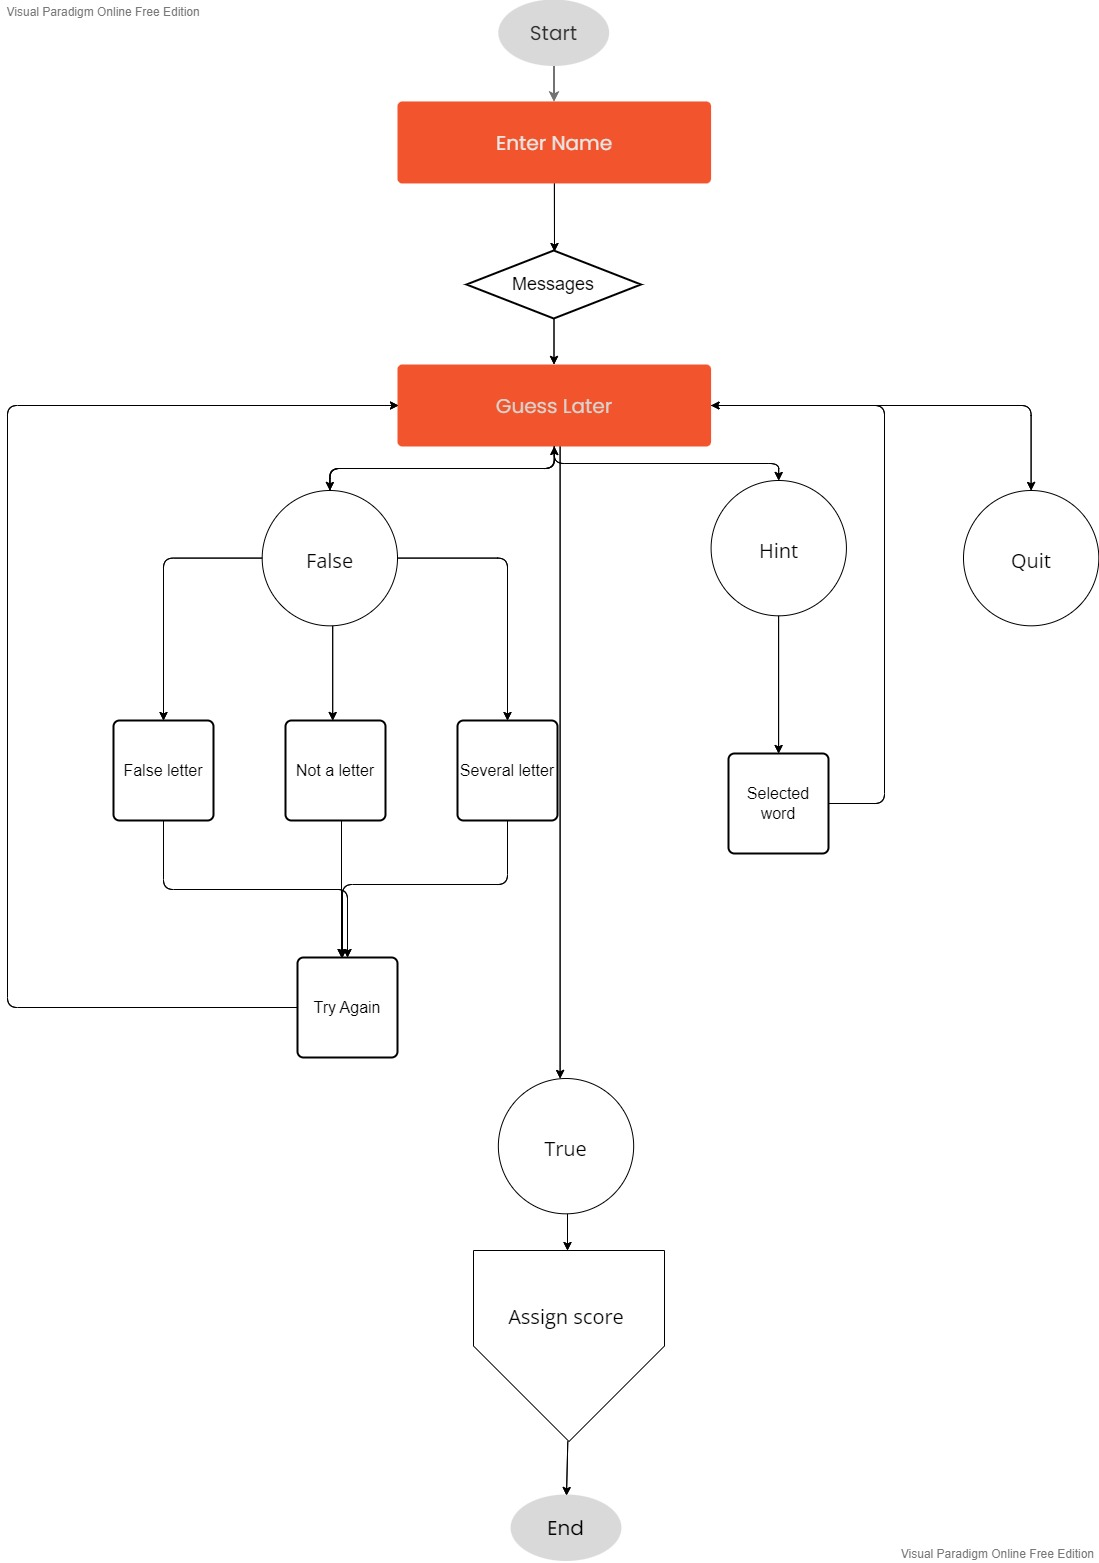 Visual Paradigm Online Free Edition
Start
Enter Name
Messages
Guess Later
False
Hint
Quit
False letter
Not a letter
Several letter
Selected
word
Try Again
True
Assign score
End
Visual Paradigm Online Free Edition